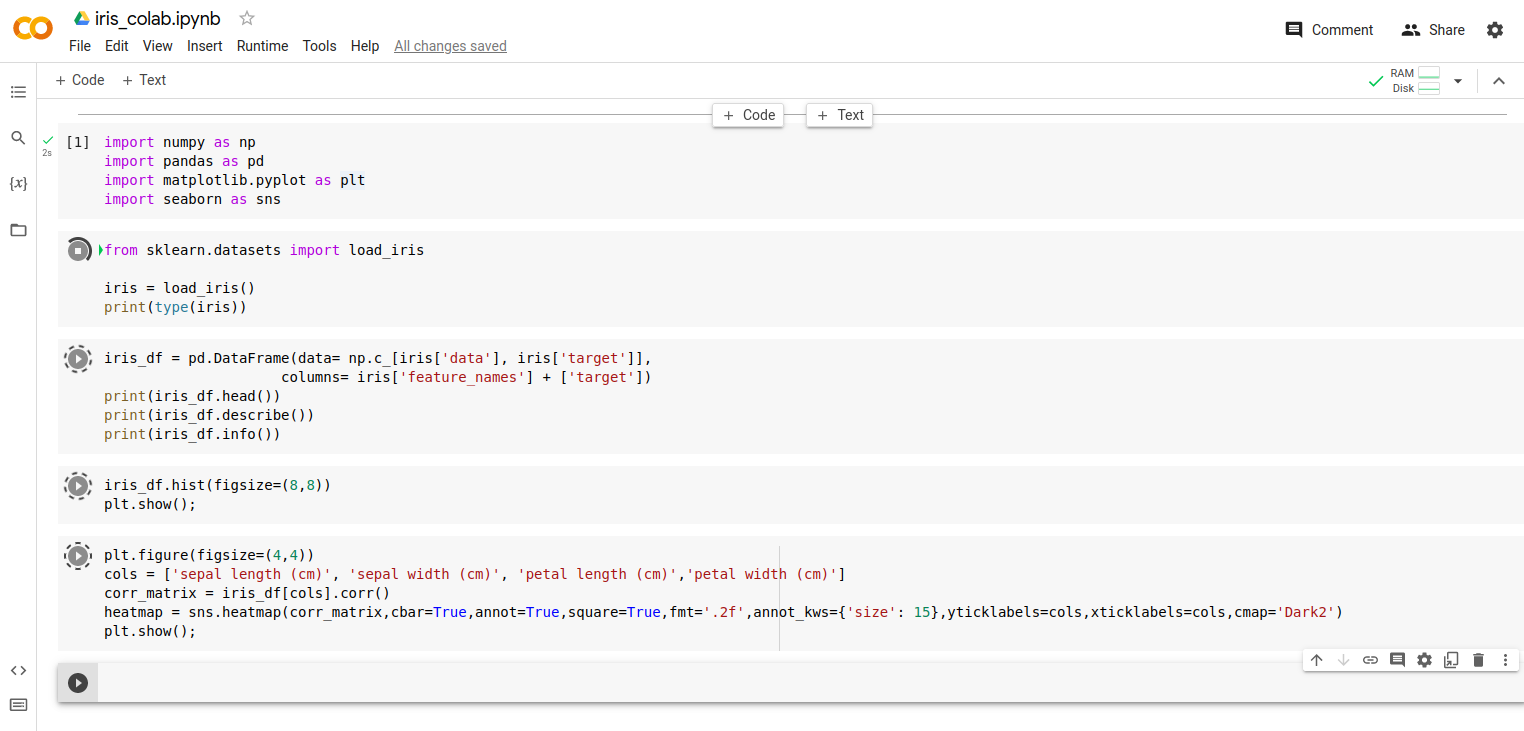 iris_colab.ipynb
File Edit View Insert Runtime Tools Help All changes saved
Comment Share
+ Code + Text
RAM
Disk
+ Code + Text
[1] import numpy as np
2s
import pandas as pd
import matplotlib.pyplot as plt
import seaborn as sns
from sklearn.datasets import load_iris
iris = load_iris()
print(type(iris))
iris_df = pd.DataFrame(data= np.c_[iris['data'], iris['target']],
columns= iris['feature_names'] + ['target'])
print(iris_df.head())
print(iris_df.describe())
print(iris_df.info())
iris_df.hist(figsize=(8,8))
plt.show();
plt.figure(figsize=(4,4))
cols = ['sepal length (cm)', 'sepal width (cm)', 'petal length (cm)','petal width (cm)']
corr_matrix = iris_df[cols].corr()
heatmap = sns.heatmap(corr_matrix,cbar=True,annot=True,square=True,fmt='.2f',annot_kws={'size': 15},yticklabels=cols,xticklabels=cols,cmap='Dark2')
plt.show();